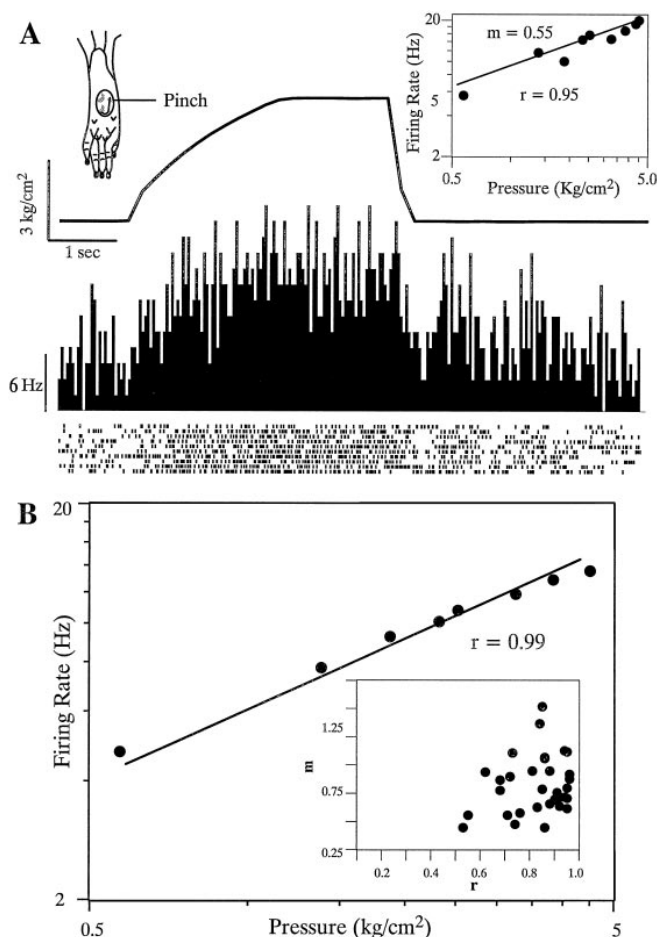 A
Pinch
3 kg/cm2
1 sec
20
5
2
Firing Rate (Hz)
m = 0.55
r = 0.95
0.5
5.0
Pressure (Kg/cm2)
6 Hz
B
20
2
Firing Rate (Hz)
r = 0.99
1.25
0.75
0.25
m
0.2
0.4
0.6
0.8
1.0
r
0.5
5
Pressure (kg/cm2)